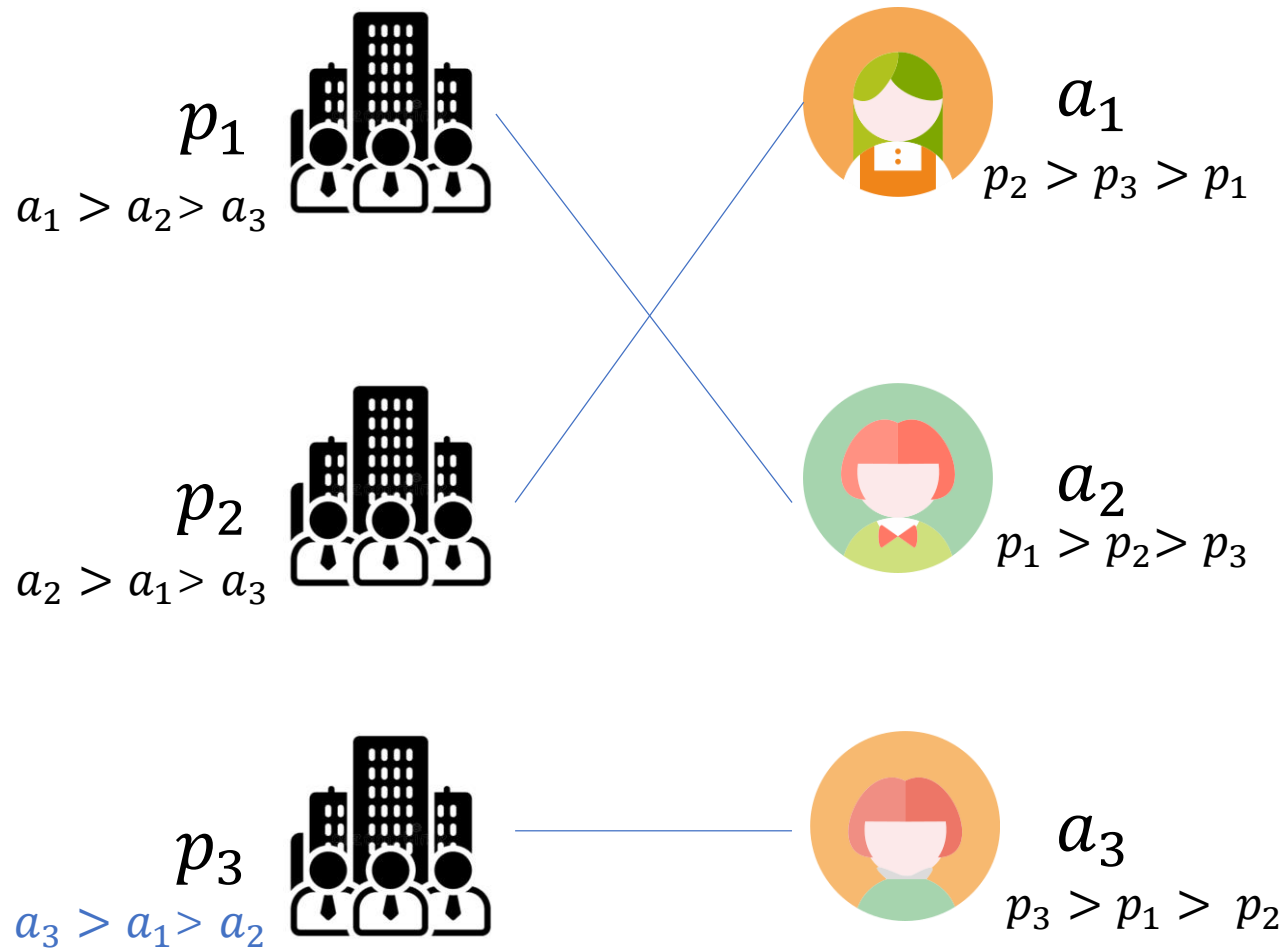 p₁
a₁ > a₂ > a₃
a₁
p₂ > p₃ > p₁
p₂
a₂ > a₁ > a₃
a₂
p₁ > p₂ > p₃
p₃
a₃ > a₁ > a₂
a₃
p₃ > p₁ > p₂